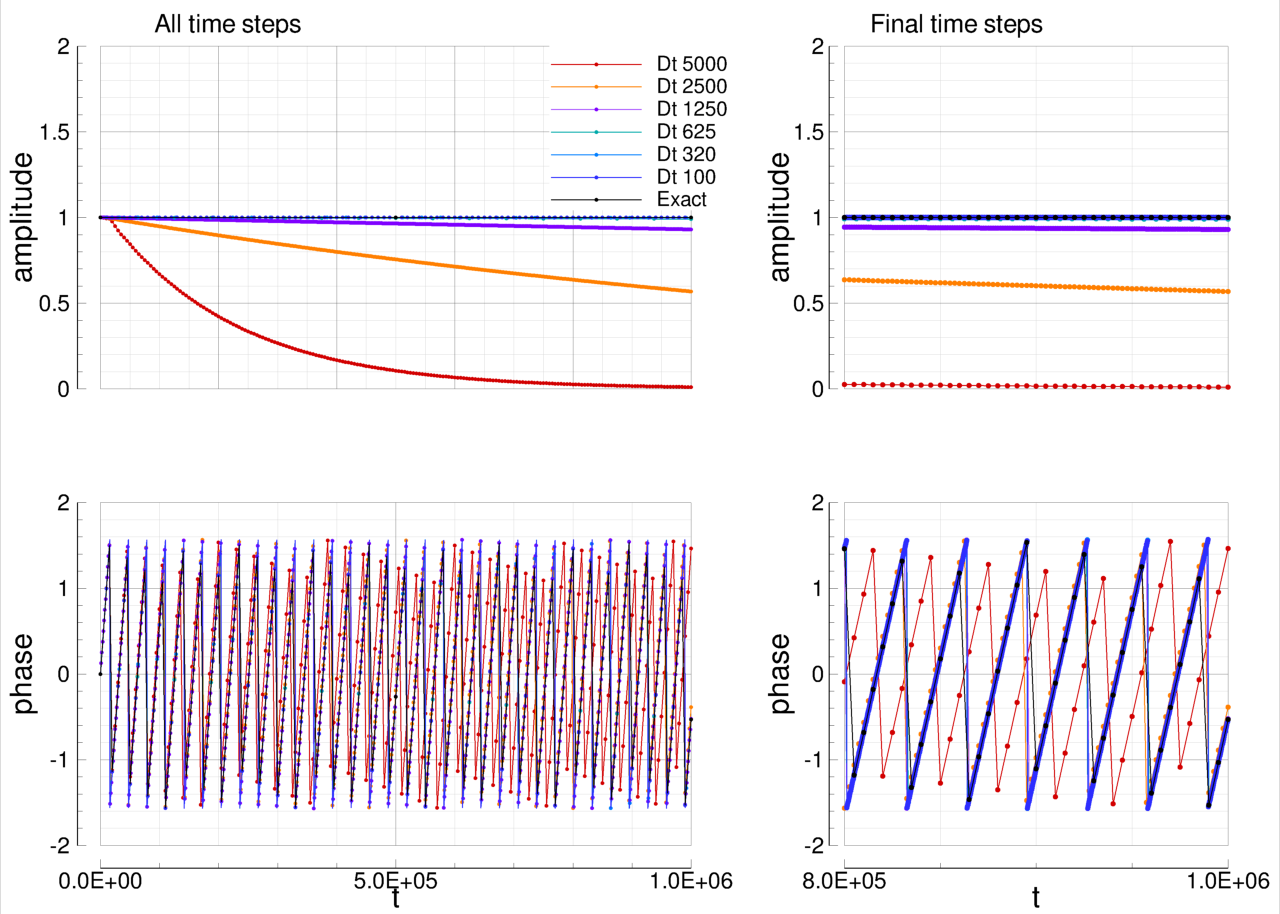 All time steps
Final time steps
2
1.5
1
0.5
0
amplitude
Dt 5000
Dt 2500
Dt 1250
Dt 625
Dt 320
Dt 100
Exact
2
1.5
1
0.5
0
amplitude
2
1
0
-1
-2
phase
0.0E+00
5.0E+05
1.0E+06
t
2
1
0
-1
-2
phase
8.0E+05
1.0E+06
t